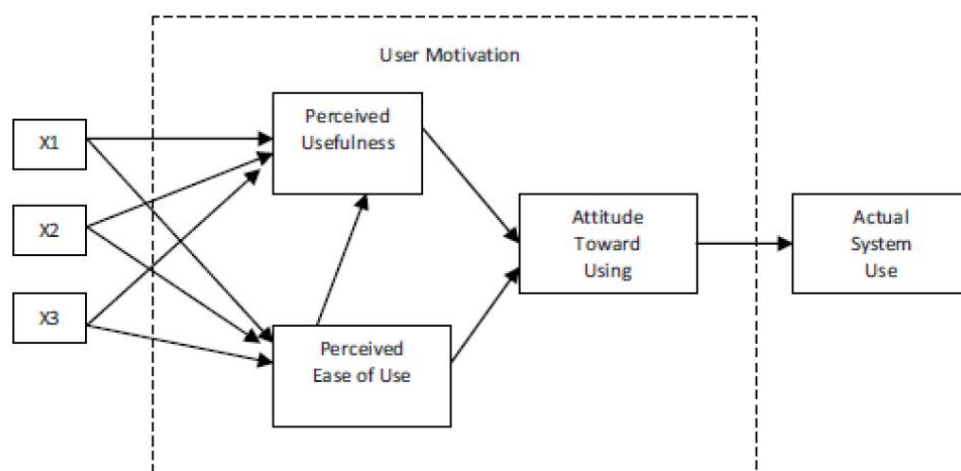 User Motivation
Perceived
Usefulness
X1
X2
X3
Attitude
Toward
Using
Actual
System
Use
Perceived
Ease of Use